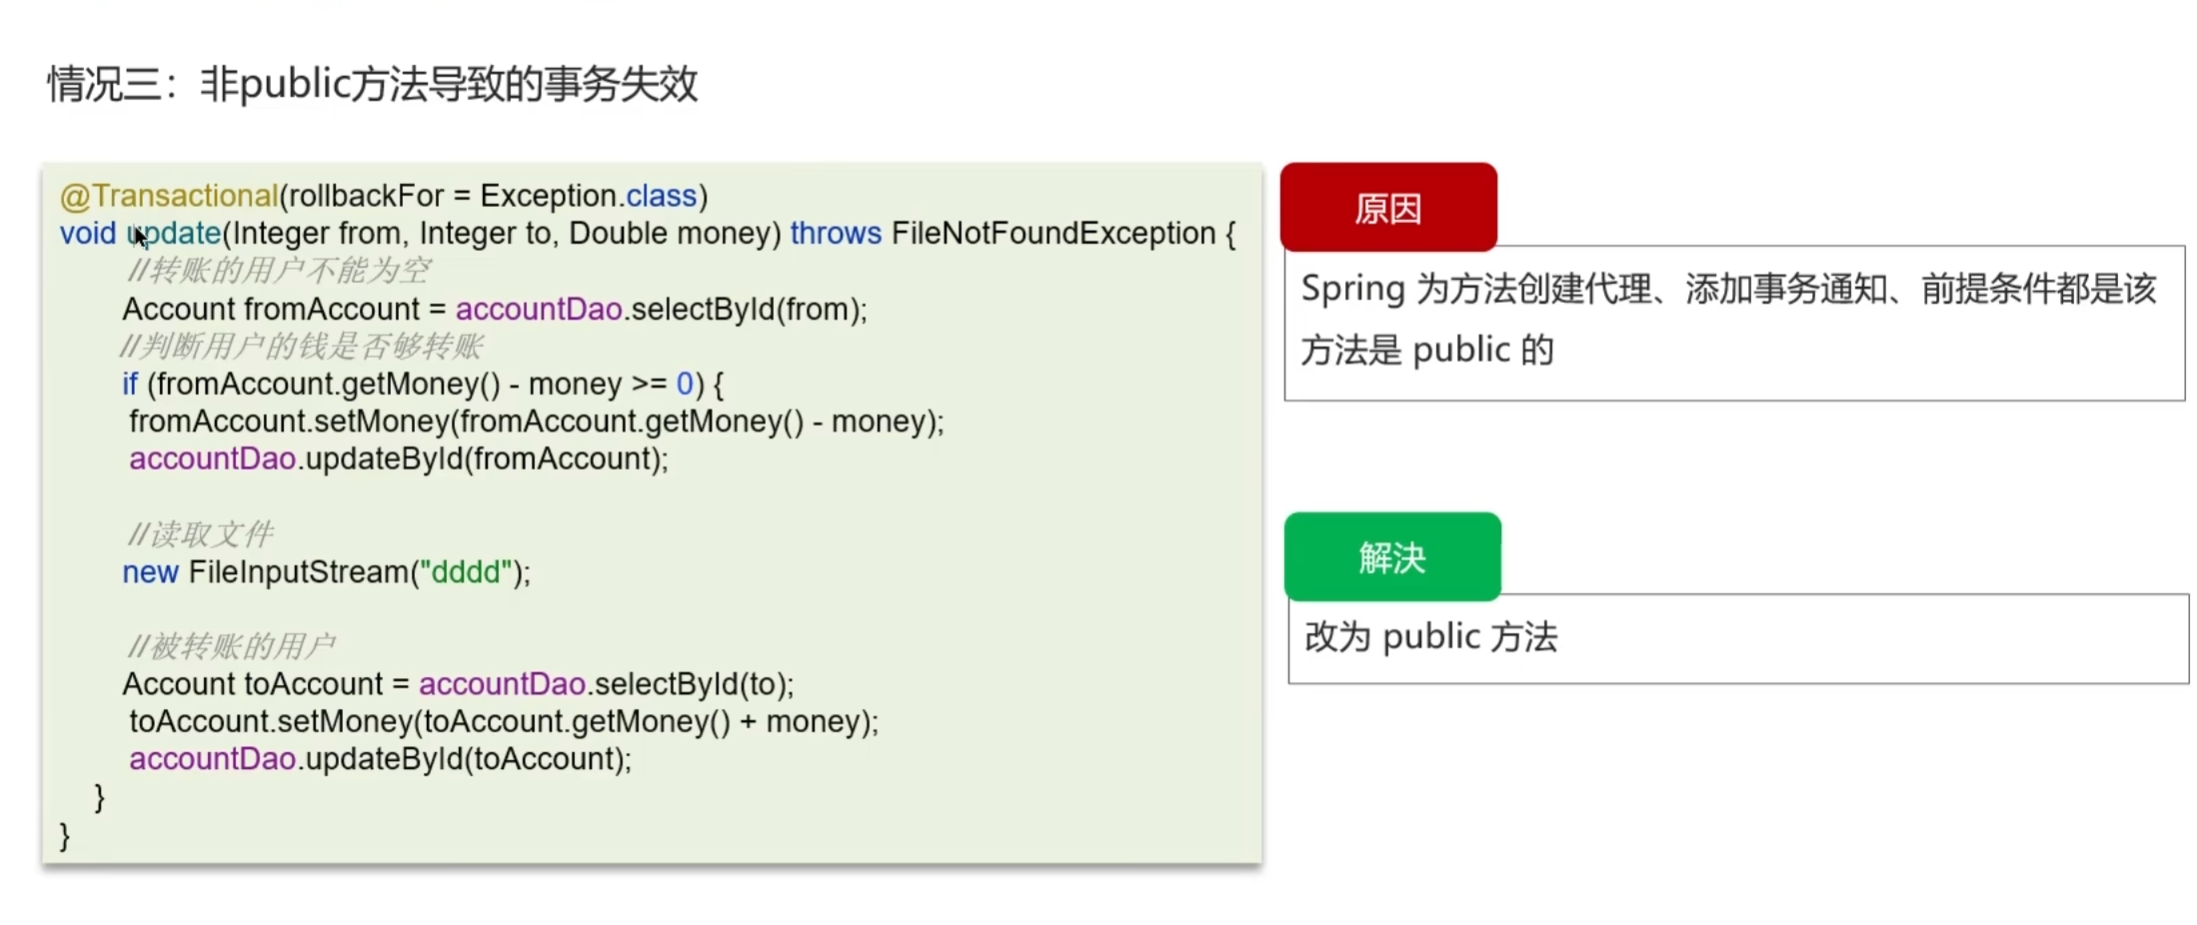 情况三：非public方法导致的事务失效
@Transactional(rollbackFor = Exception.class)
void update(Integer from, Integer to, Double money) throws FileNotFoundException {
//转账的用户不能为空
Account fromAccount = accountDao.selectById(from);
//判断用户的钱是否够转账
if (fromAccount.getMoney() - money >= 0) {
fromAccount.setMoney(fromAccount.getMoney() - money);
accountDao.updateById(fromAccount);
//读取文件
new FileInputStream("dddd");
//被转账的用户
Account toAccount = accountDao.selectById(to);
toAccount.setMoney(toAccount.getMoney() + money);
accountDao.updateById(toAccount);
}
}
原因
Spring 为方法创建代理、添加事务通知、前提条件都是该
方法是 public 的
解决
改为 public 方法